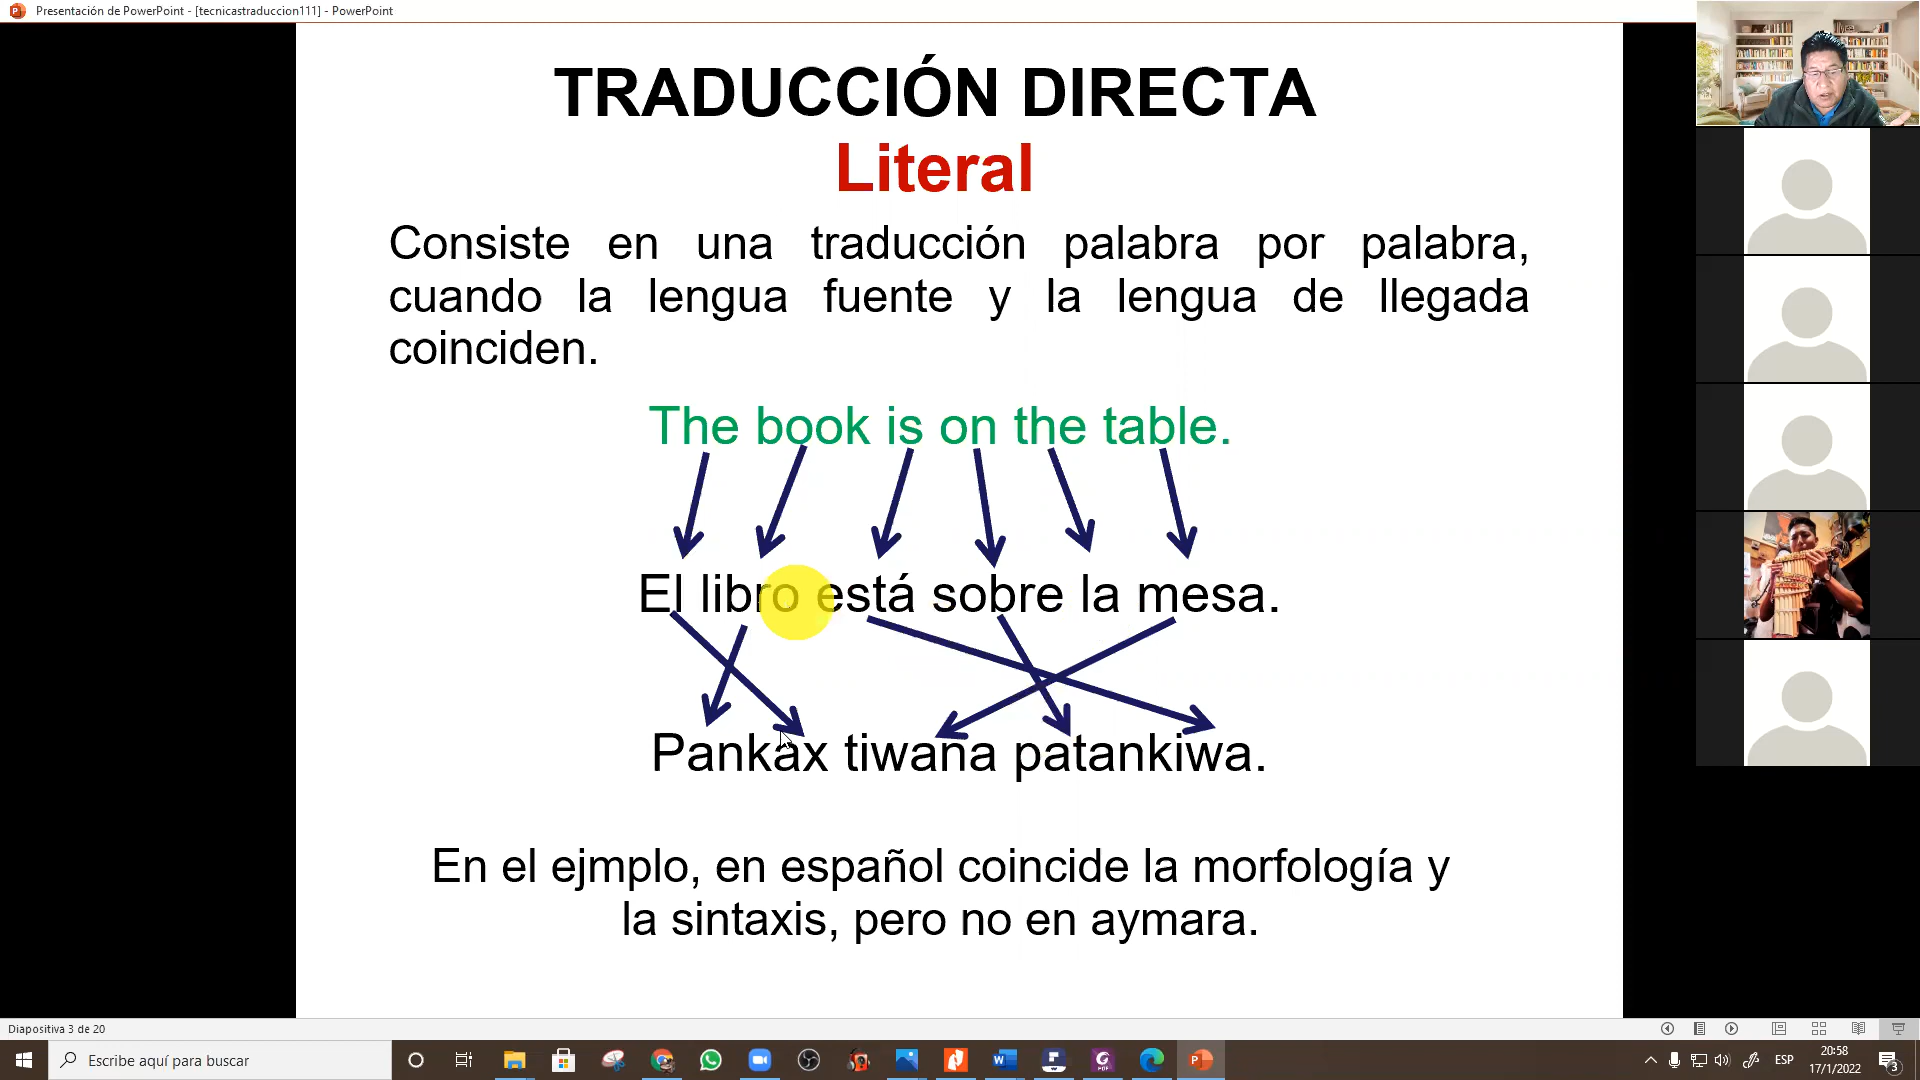 Presentación de PowerPoint - [tecnicastraduccion111] - PowerPoint
TRADUCCIÓN DIRECTA
Literal
Consiste en una traducción palabra por palabra,
cuando la lengua fuente y la lengua de llegada
coinciden.
The book is on the table.
El libro está sobre la mesa.
Pankax tiwana patankiwa.
En el ejmplo, en español coincide la morfología y
la sintaxis, pero no en aymara.
Diapositiva 3 de 20
Escribe aquí para buscar
ESP
20:58
17/1/2022
3